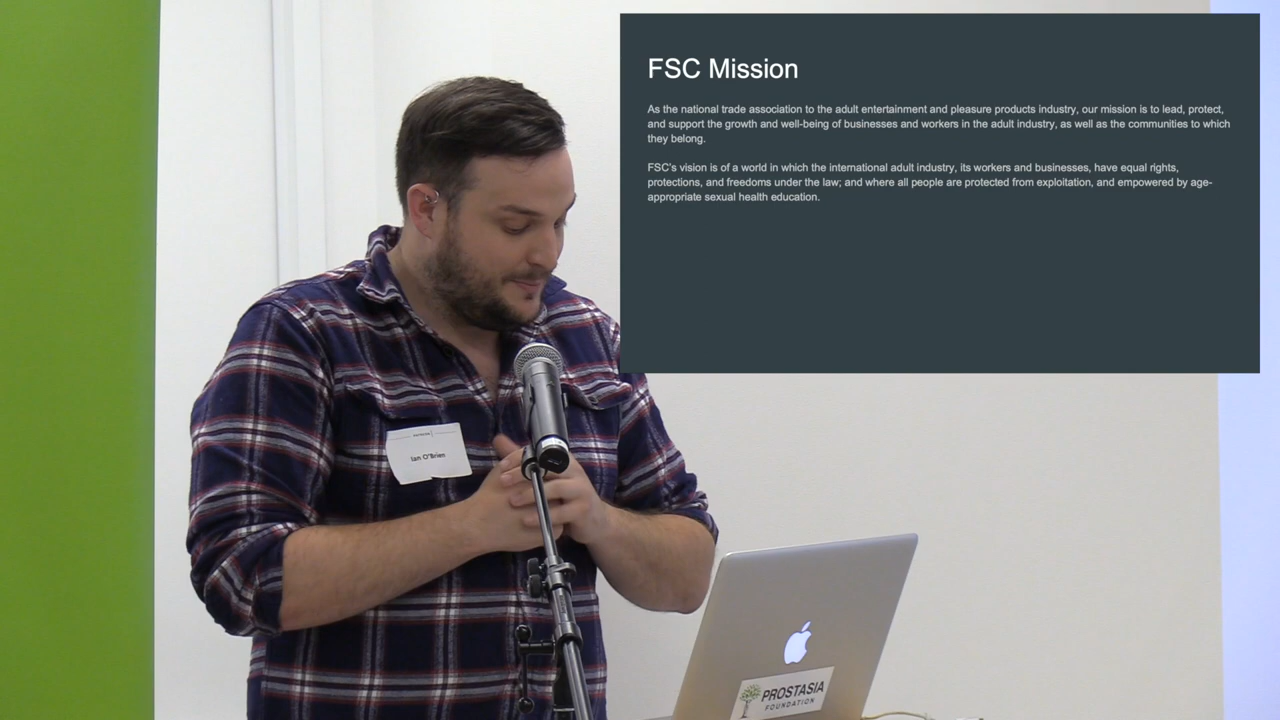 FSC Mission
As the national trade association to the adult entertainment and pleasure products industry, our mission is to lead, protect,
and support the growth and well-being of businesses and workers in the adult industry, as well as the communities to which
they belong.
FSC's vision is of a world in which the international adult industry, its workers and businesses, have equal rights,
protections, and freedoms under the law; and where all people are protected from exploitation, and empowered by age-
appropriate sexual health education.
Ian O'Brien
PROSTASIA
FOUNDATION